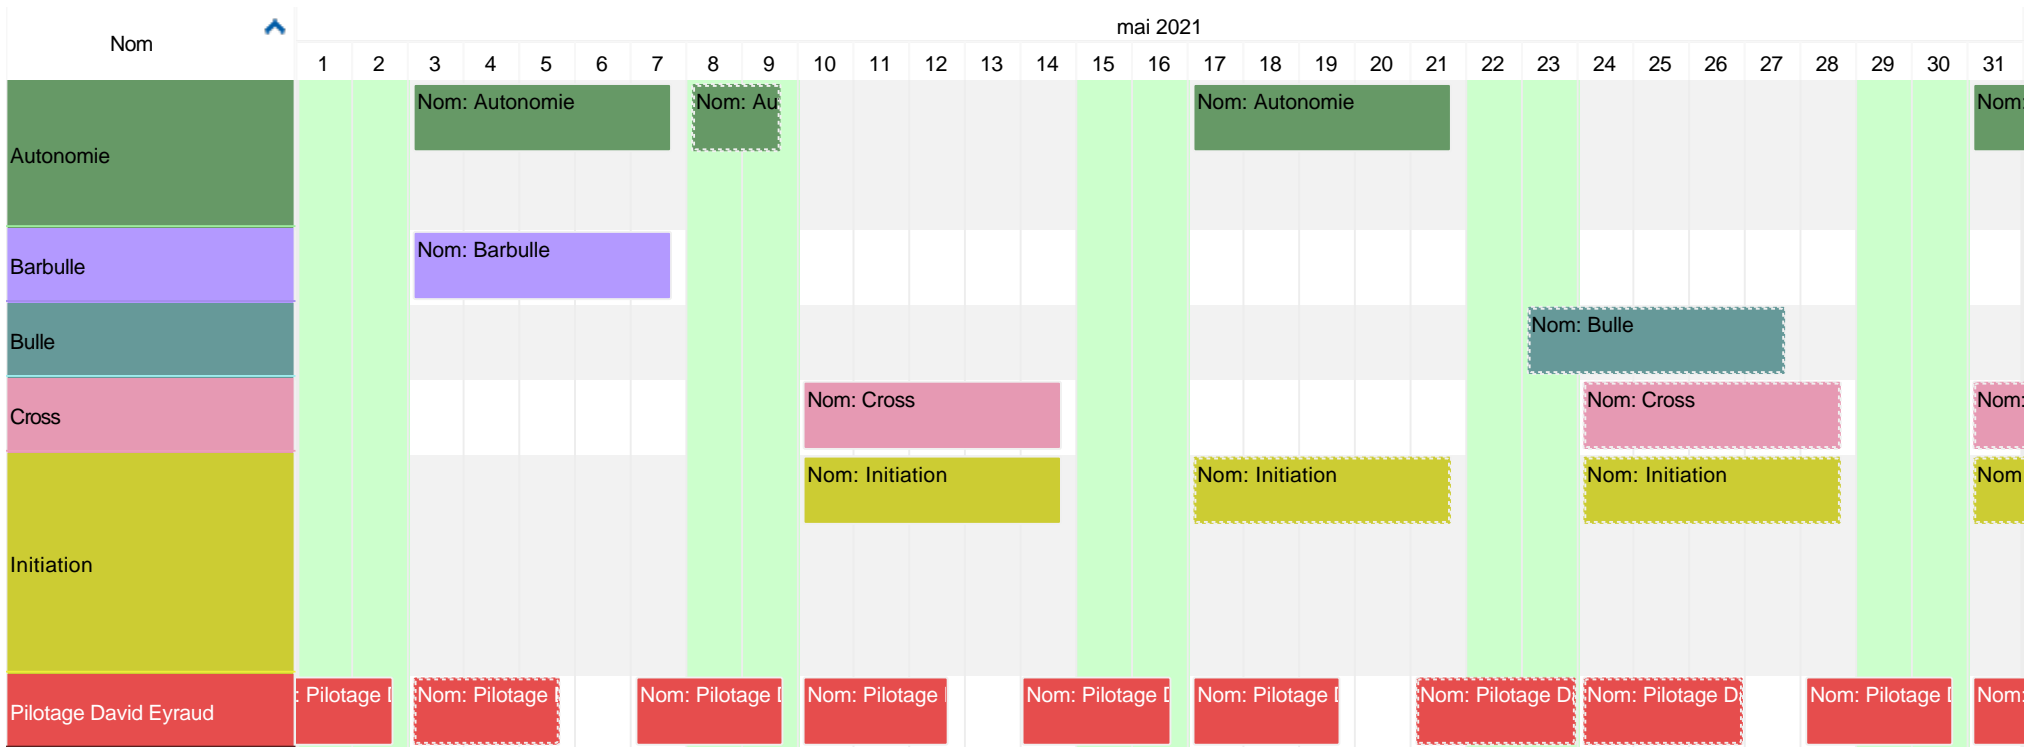 Nom
mai 2021
1 2 3 4 5 6 7 8 9 10 11 12 13 14 15 16 17 18 19 20 21 22 23 24 25 26 27 28 29 30 31
Autonomie
Nom: Autonomie
Nom: Au
Nom: Autonomie
Nom:
Barbulle
Nom: Barbulle
Bulle
Nom: Bulle
Cross
Nom: Cross
Nom: Cross
Nom:
Initiation
Nom: Initiation
Nom: Initiation
Nom: Initiation
Nom
Pilotage David Eyraud
: Pilotage D
Nom: Pilotage
Nom: Pilotage D
Nom: Pilotage
Nom: Pilotage D
Nom: Pilotage D
Nom: Pilotage D
Nom: Pilotage D
Nom: Pilotage D
Nom: